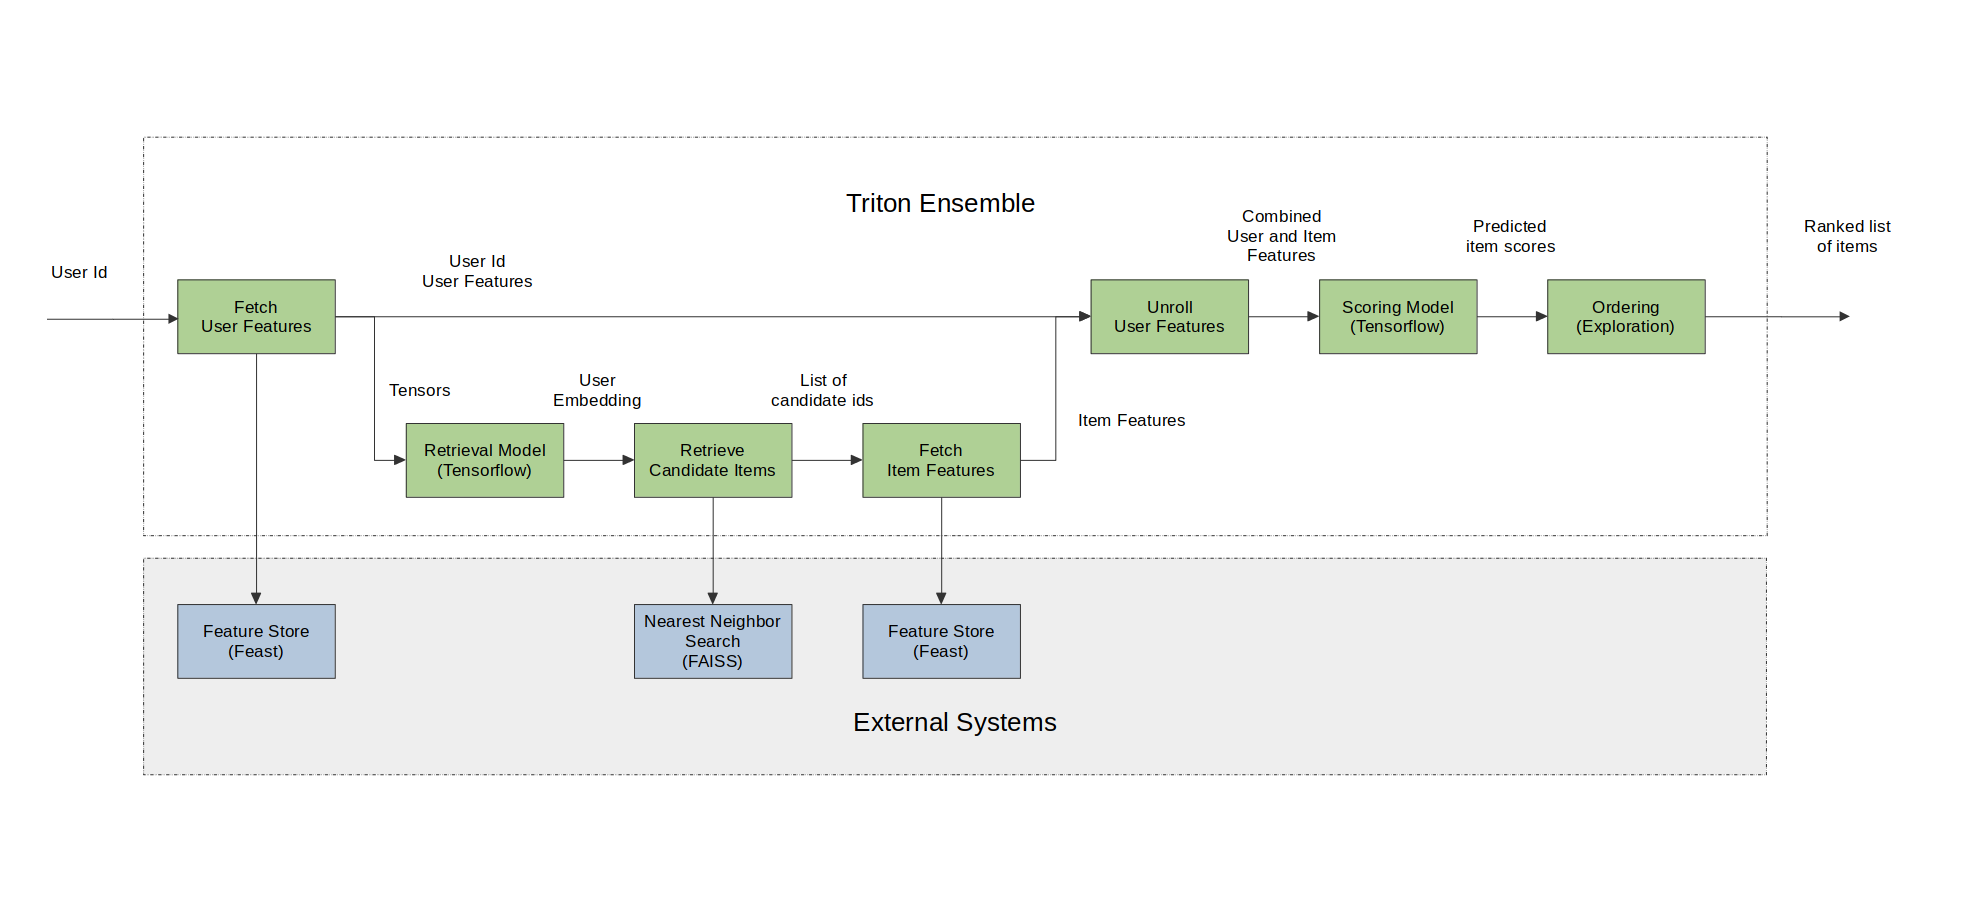 Triton Ensemble
User Id
Fetch
User Features
User Id
User Features
Tensors
Retrieval Model
(Tensorflow)
User
Embedding
Retrieve
Candidate Items
List of
candidate ids
Fetch
Item Features
Item Features
Unroll
User Features
Combined
User and Item
Features
Scoring Model
(Tensorflow)
Predicted
item scores
Ordering
(Exploration)
Ranked list
of items
Feature Store
(Feast)
Nearest Neighbor
Search
(FAISS)
Feature Store
(Feast)
External Systems